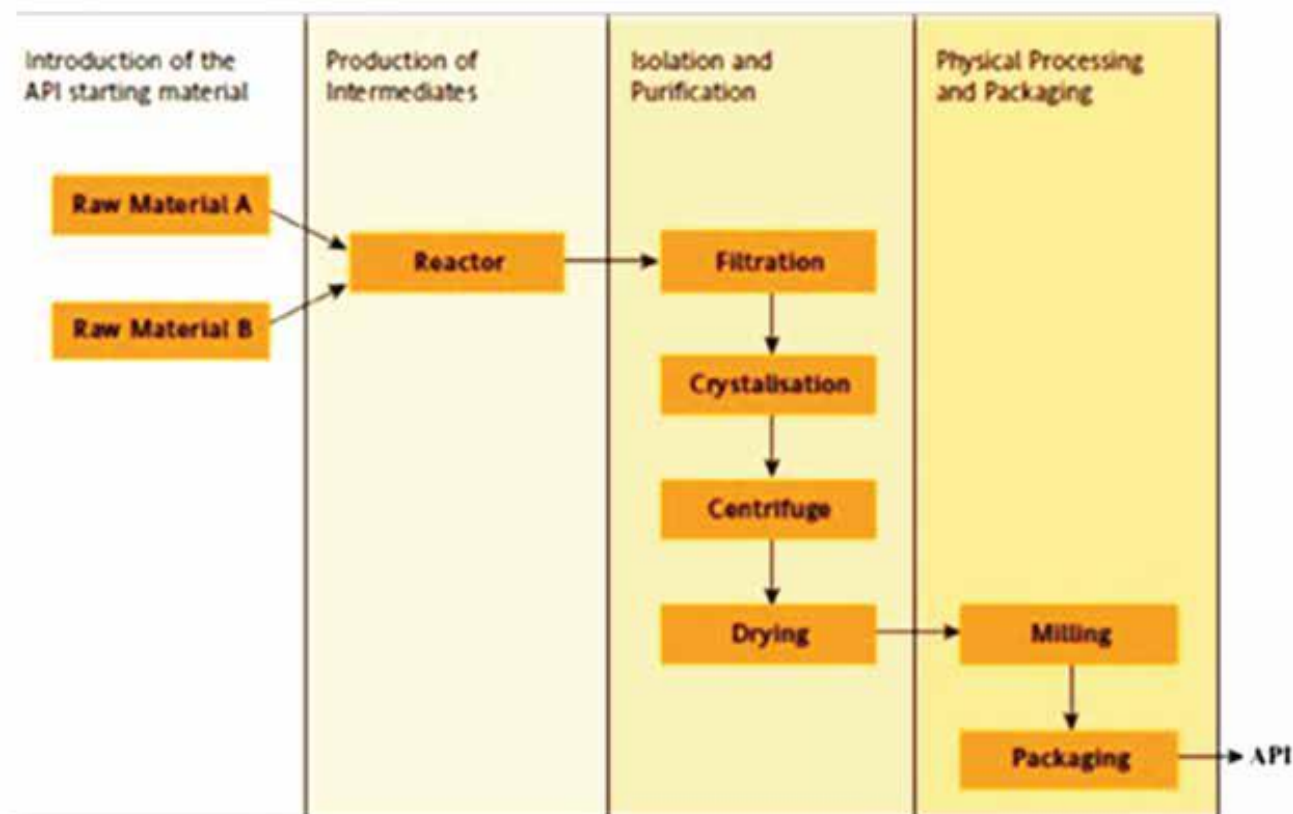 Introduction of the
API starting material
Production of
Intermediates
Isolation and
Purification
Physical Processing
and Packaging
Raw Material A
Raw Material B
Reactor
Filtration
Crystalisation
Centrifuge
Drying
Milling
Packaging
API